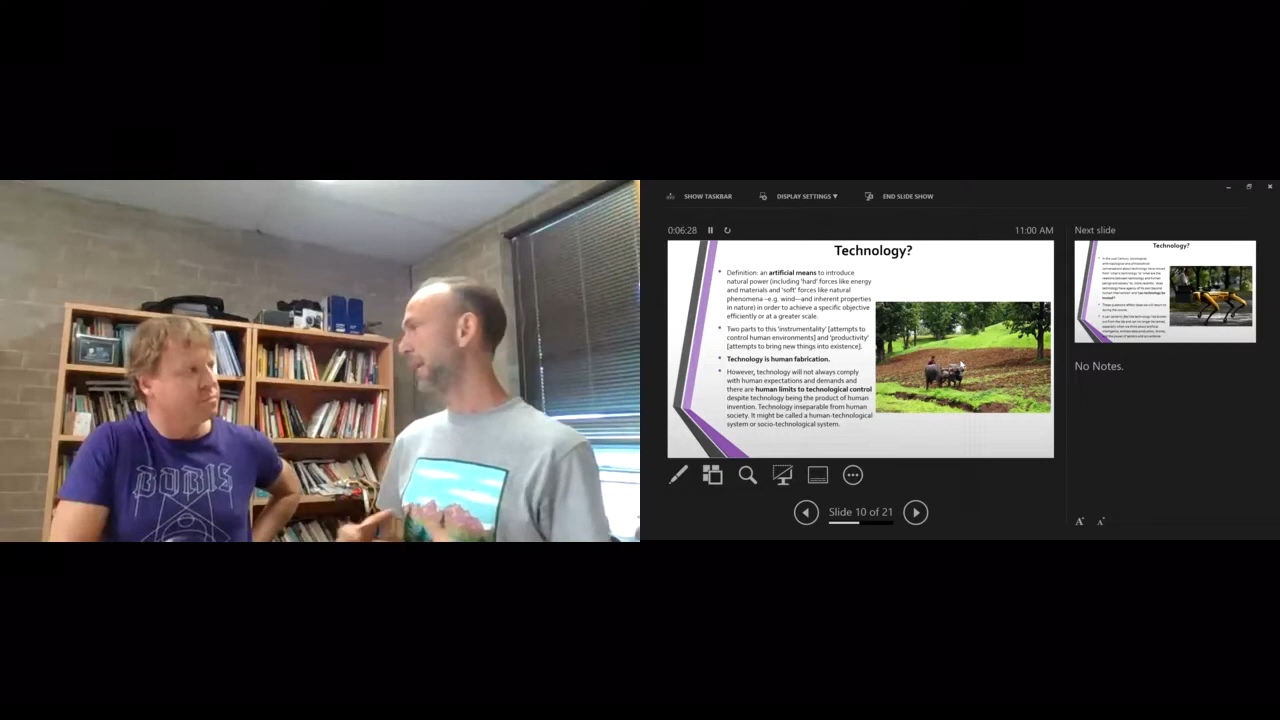 BORIS
SHOW TASKBAR
DISPLAY SETTINGS ▾
END SLIDE SHOW
0:06:28
11:00 AM
Technology?
• Definition: an artificial means to introduce
natural power (including 'hard' forces like energy
and materials and 'soft' forces like natural
phenomena –e.g. wind—and inherent properties
in nature) in order to achieve a specific objective
efficiently or at a greater scale.
• Two parts to this 'instrumentality' [attempts to
control human environments] and 'productivity'
[attempts to bring new things into existence].
• Technology is human fabrication.
• However, technology will not always comply
with human expectations and demands and
there are human limits to technological control
despite technology being the product of human
invention. Technology inseparable from human
society. It might be called a human-technological
system or socio-technological system.
Slide 10 of 21
Next slide
Technology?
No Notes.
A A